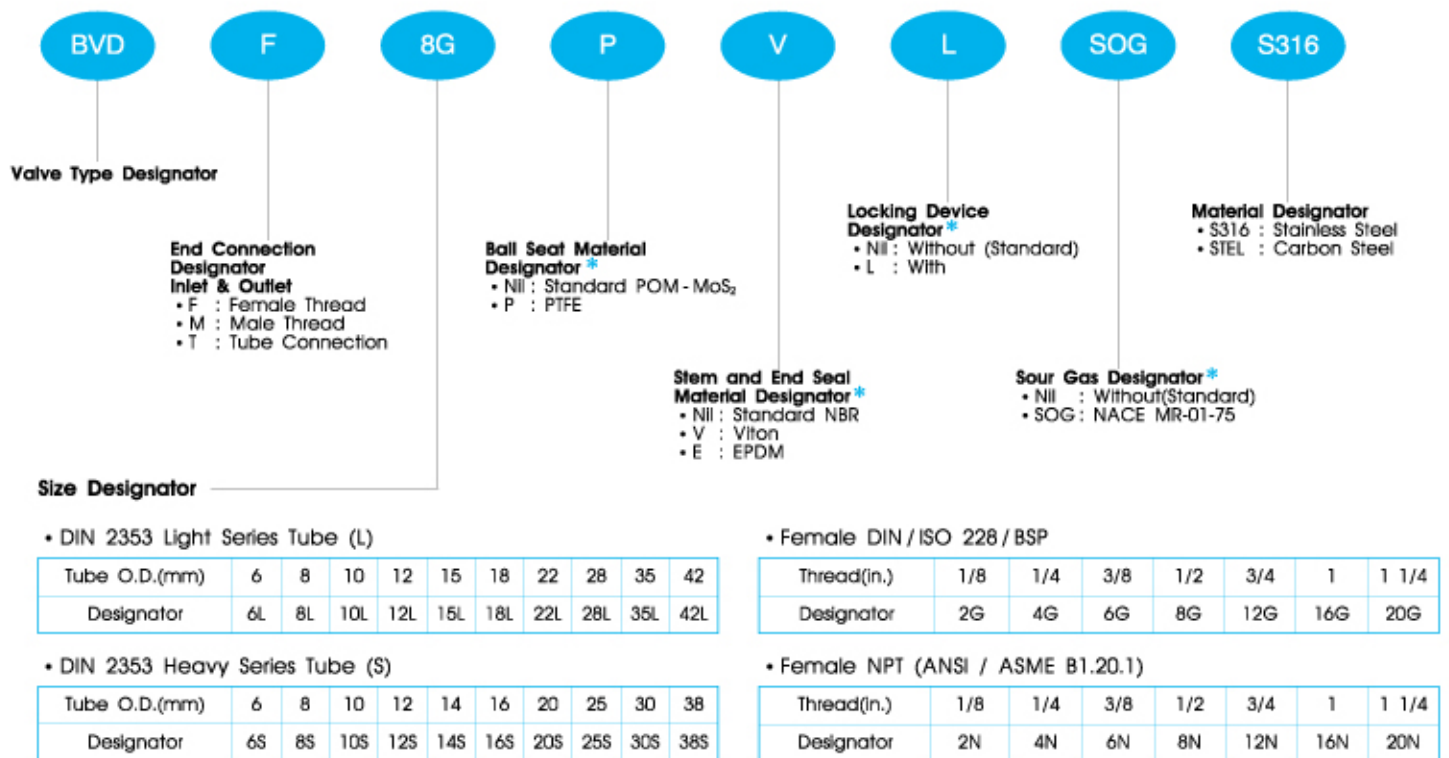 BVD F 8G P V L SOG S316
Valve Type Designator
End Connection
Designator
Inlet & Outlet
• F : Female Thread
• M : Male Thread
• T : Tube Connection
Ball Seat Material
Designator *
• Nil : Standard POM - MoS₂
• P : PTFE
Stem and End Seal
Material Designator *
• Nil : Standard NBR
• V : Viton
• E : EPDM
Locking Device
Designator *
• Nil : Without (Standard)
• L : With
Sour Gas Designator *
• Nil : Without(Standard)
• SOG : NACE MR-01-75
Material Designator
• S316 : Stainless Steel
• STEL : Carbon Steel
Size Designator
• DIN 2353 Light Series Tube (L)
Tube O.D.(mm) 6 8 10 12 15 18 22 28 35 42
Designator 6L 8L 10L 12L 15L 18L 22L 28L 35L 42L
• DIN 2353 Heavy Series Tube (S)
Tube O.D.(mm) 6 8 10 12 14 16 20 25 30 38
Designator 6S 8S 10S 12S 14S 16S 20S 25S 30S 38S
• Female DIN / ISO 228 / BSP
Thread(in.) 1/8 1/4 3/8 1/2 3/4 1 1 1/4
Designator 2G 4G 6G 8G 12G 16G 20G
• Female NPT (ANSI / ASME B1.20.1)
Thread(in.) 1/8 1/4 3/8 1/2 3/4 1 1 1/4
Designator 2N 4N 6N 8N 12N 16N 20N